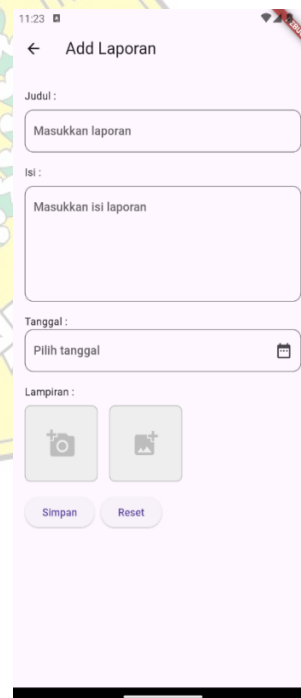 11:23
Add Laporan
Judul :
Masukkan laporan
Isi :
Masukkan isi laporan
Tanggal :
Pilih tanggal
Lampiran :
Simpan Reset